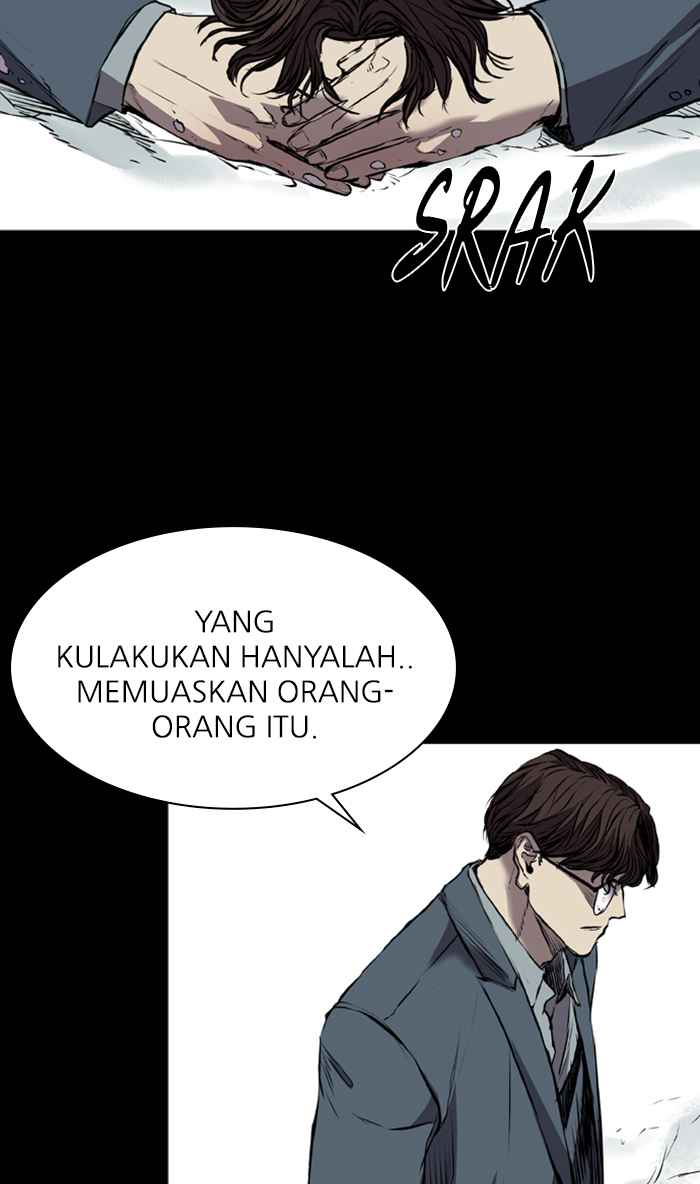 SRAK
YANG
KULAKUKAN HANYALAH..
MEMUASKAN ORANG-
ORANG ITU.